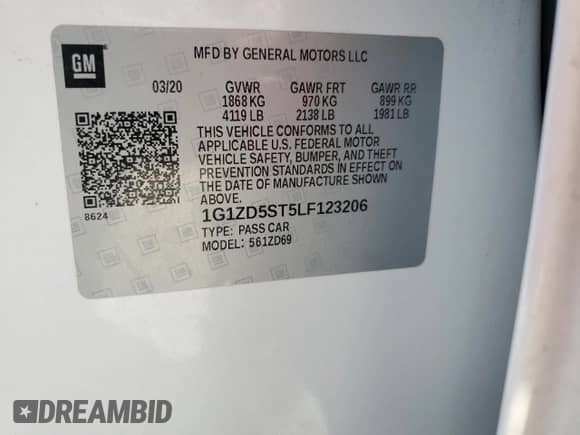 GM
MFD BY GENERAL MOTORS LLC
03/20 GVWR GAWR FRT GAWR RR
1868 KG 970 KG 899 KG
4119 LB 2138 LB 1981 LB
THIS VEHICLE CONFORMS TO ALL
APPLICABLE U.S. FEDERAL MOTOR
VEHICLE SAFETY, BUMPER, AND THEFT
PREVENTION STANDARDS IN EFFECT ON
THE DATE OF MANUFACTURE SHOWN
ABOVE.
8624
1G1ZD5ST5LF123206
TYPE: PASS CAR
MODEL: 561ZD69
DREAMBID